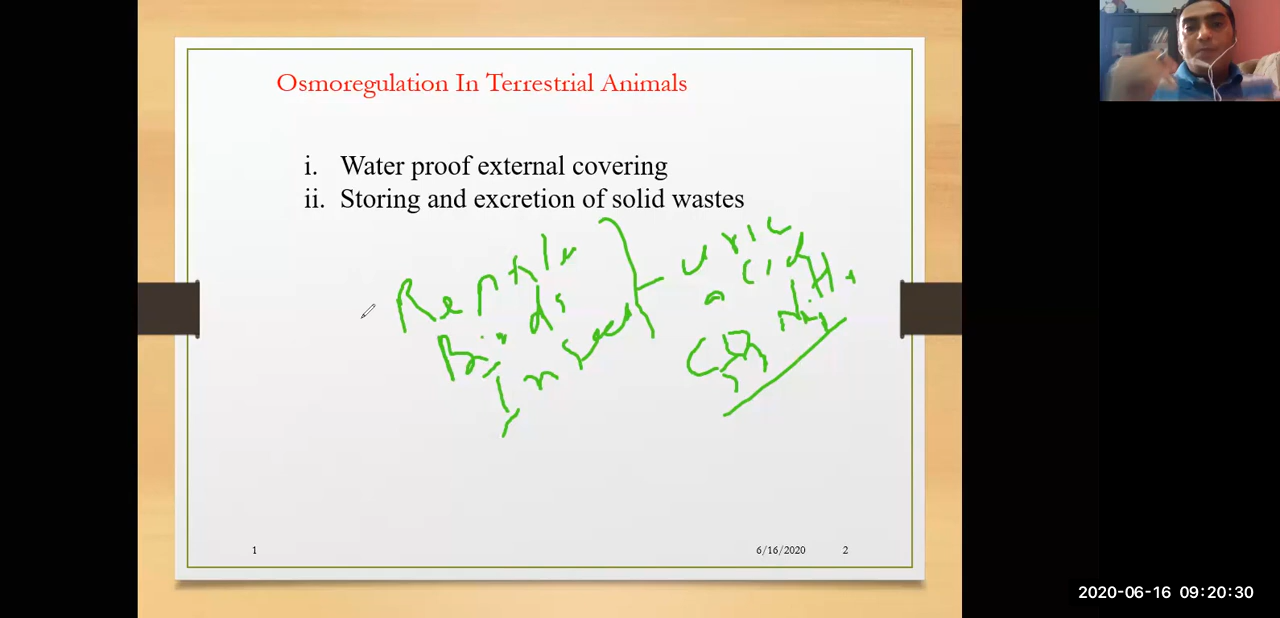 Osmoregulation In Terrestrial Animals
i. Water proof external covering
ii. Storing and excretion of solid wastes
Reptile
Birds
Insect
uric
acid
1
6/16/2020
2
2020-06-16 09:20:30